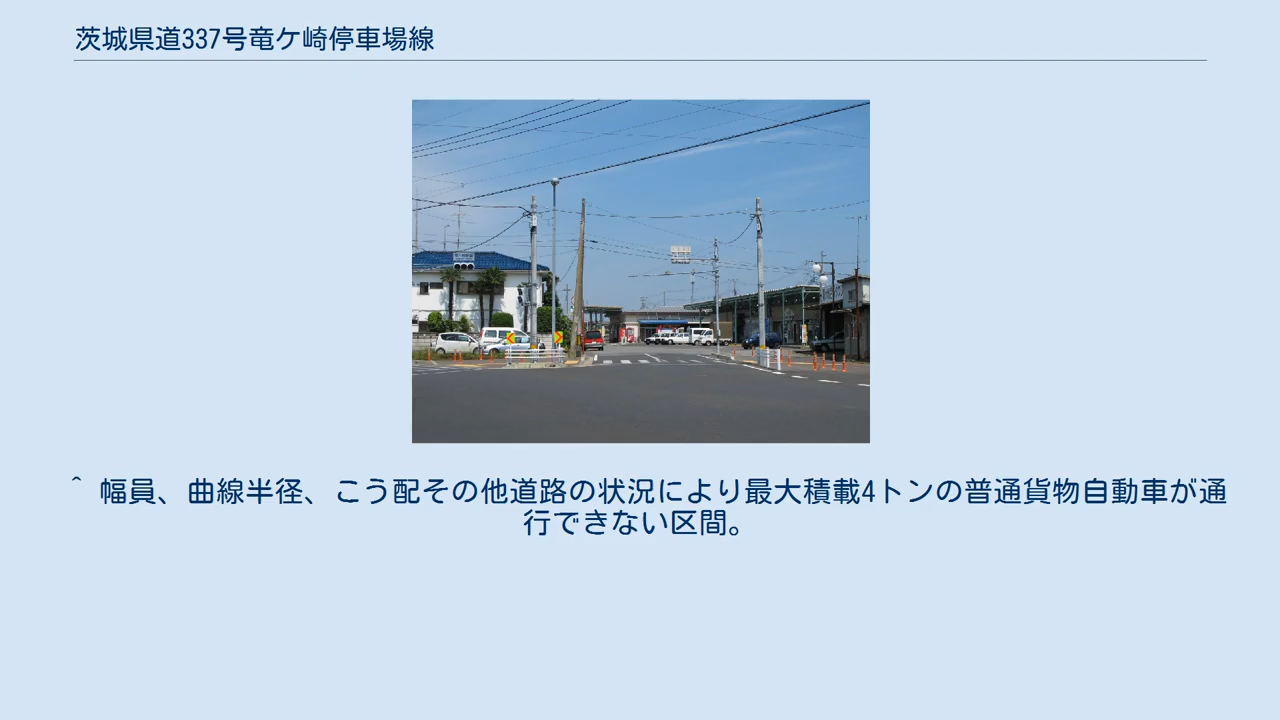 茨城県道337号竜ケ崎停車場線
^ 幅員、曲線半径、こう配その他道路の状況により最大積載4トンの普通貨物自動車が通
行できない区間。